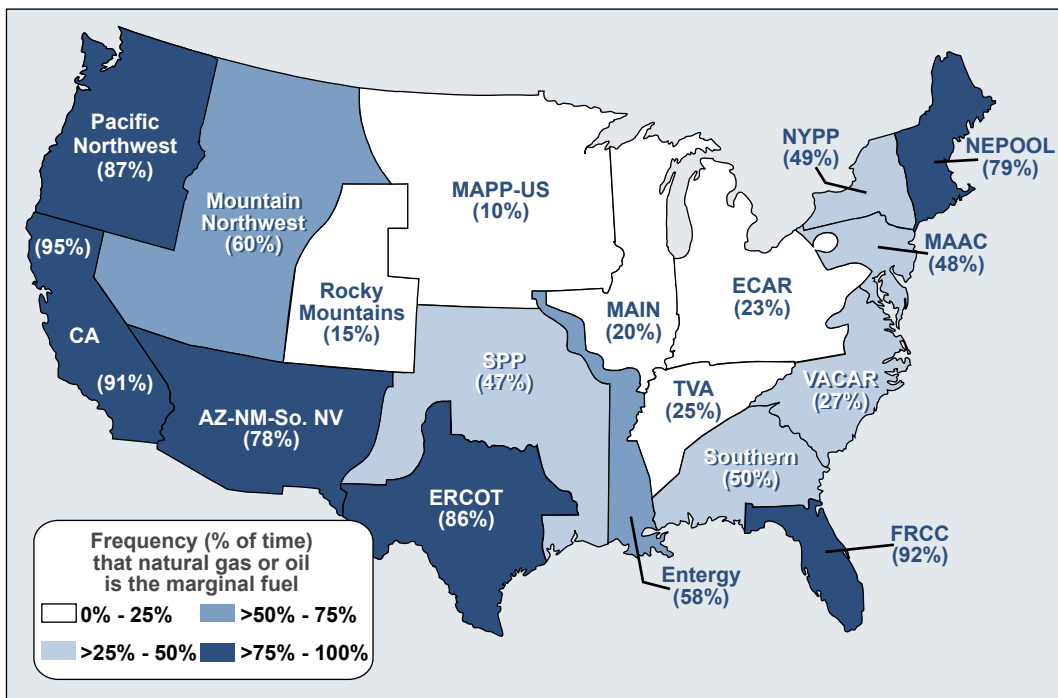 Pacific
Northwest
(87%)
Mountain
Northwest
(60%)
MAPP-US
(10%)
NYPP
(49%)
NEPOOL
(79%)
MAAC
(48%)
(95%)
CA
(91%)
Rocky
Mountains
(15%)
MAIN
(20%)
ECAR
(23%)
SPP
(47%)
TVA
(25%)
VACAR
(27%)
AZ-NM-So. NV
(78%)
Southern
(50%)
ERCOT
(86%)
Entergy
(58%)
FRCC
(92%)
Frequency (% of time)
that natural gas or oil
is the marginal fuel
0% - 25%
>50% - 75%
>25% - 50%
>75% - 100%